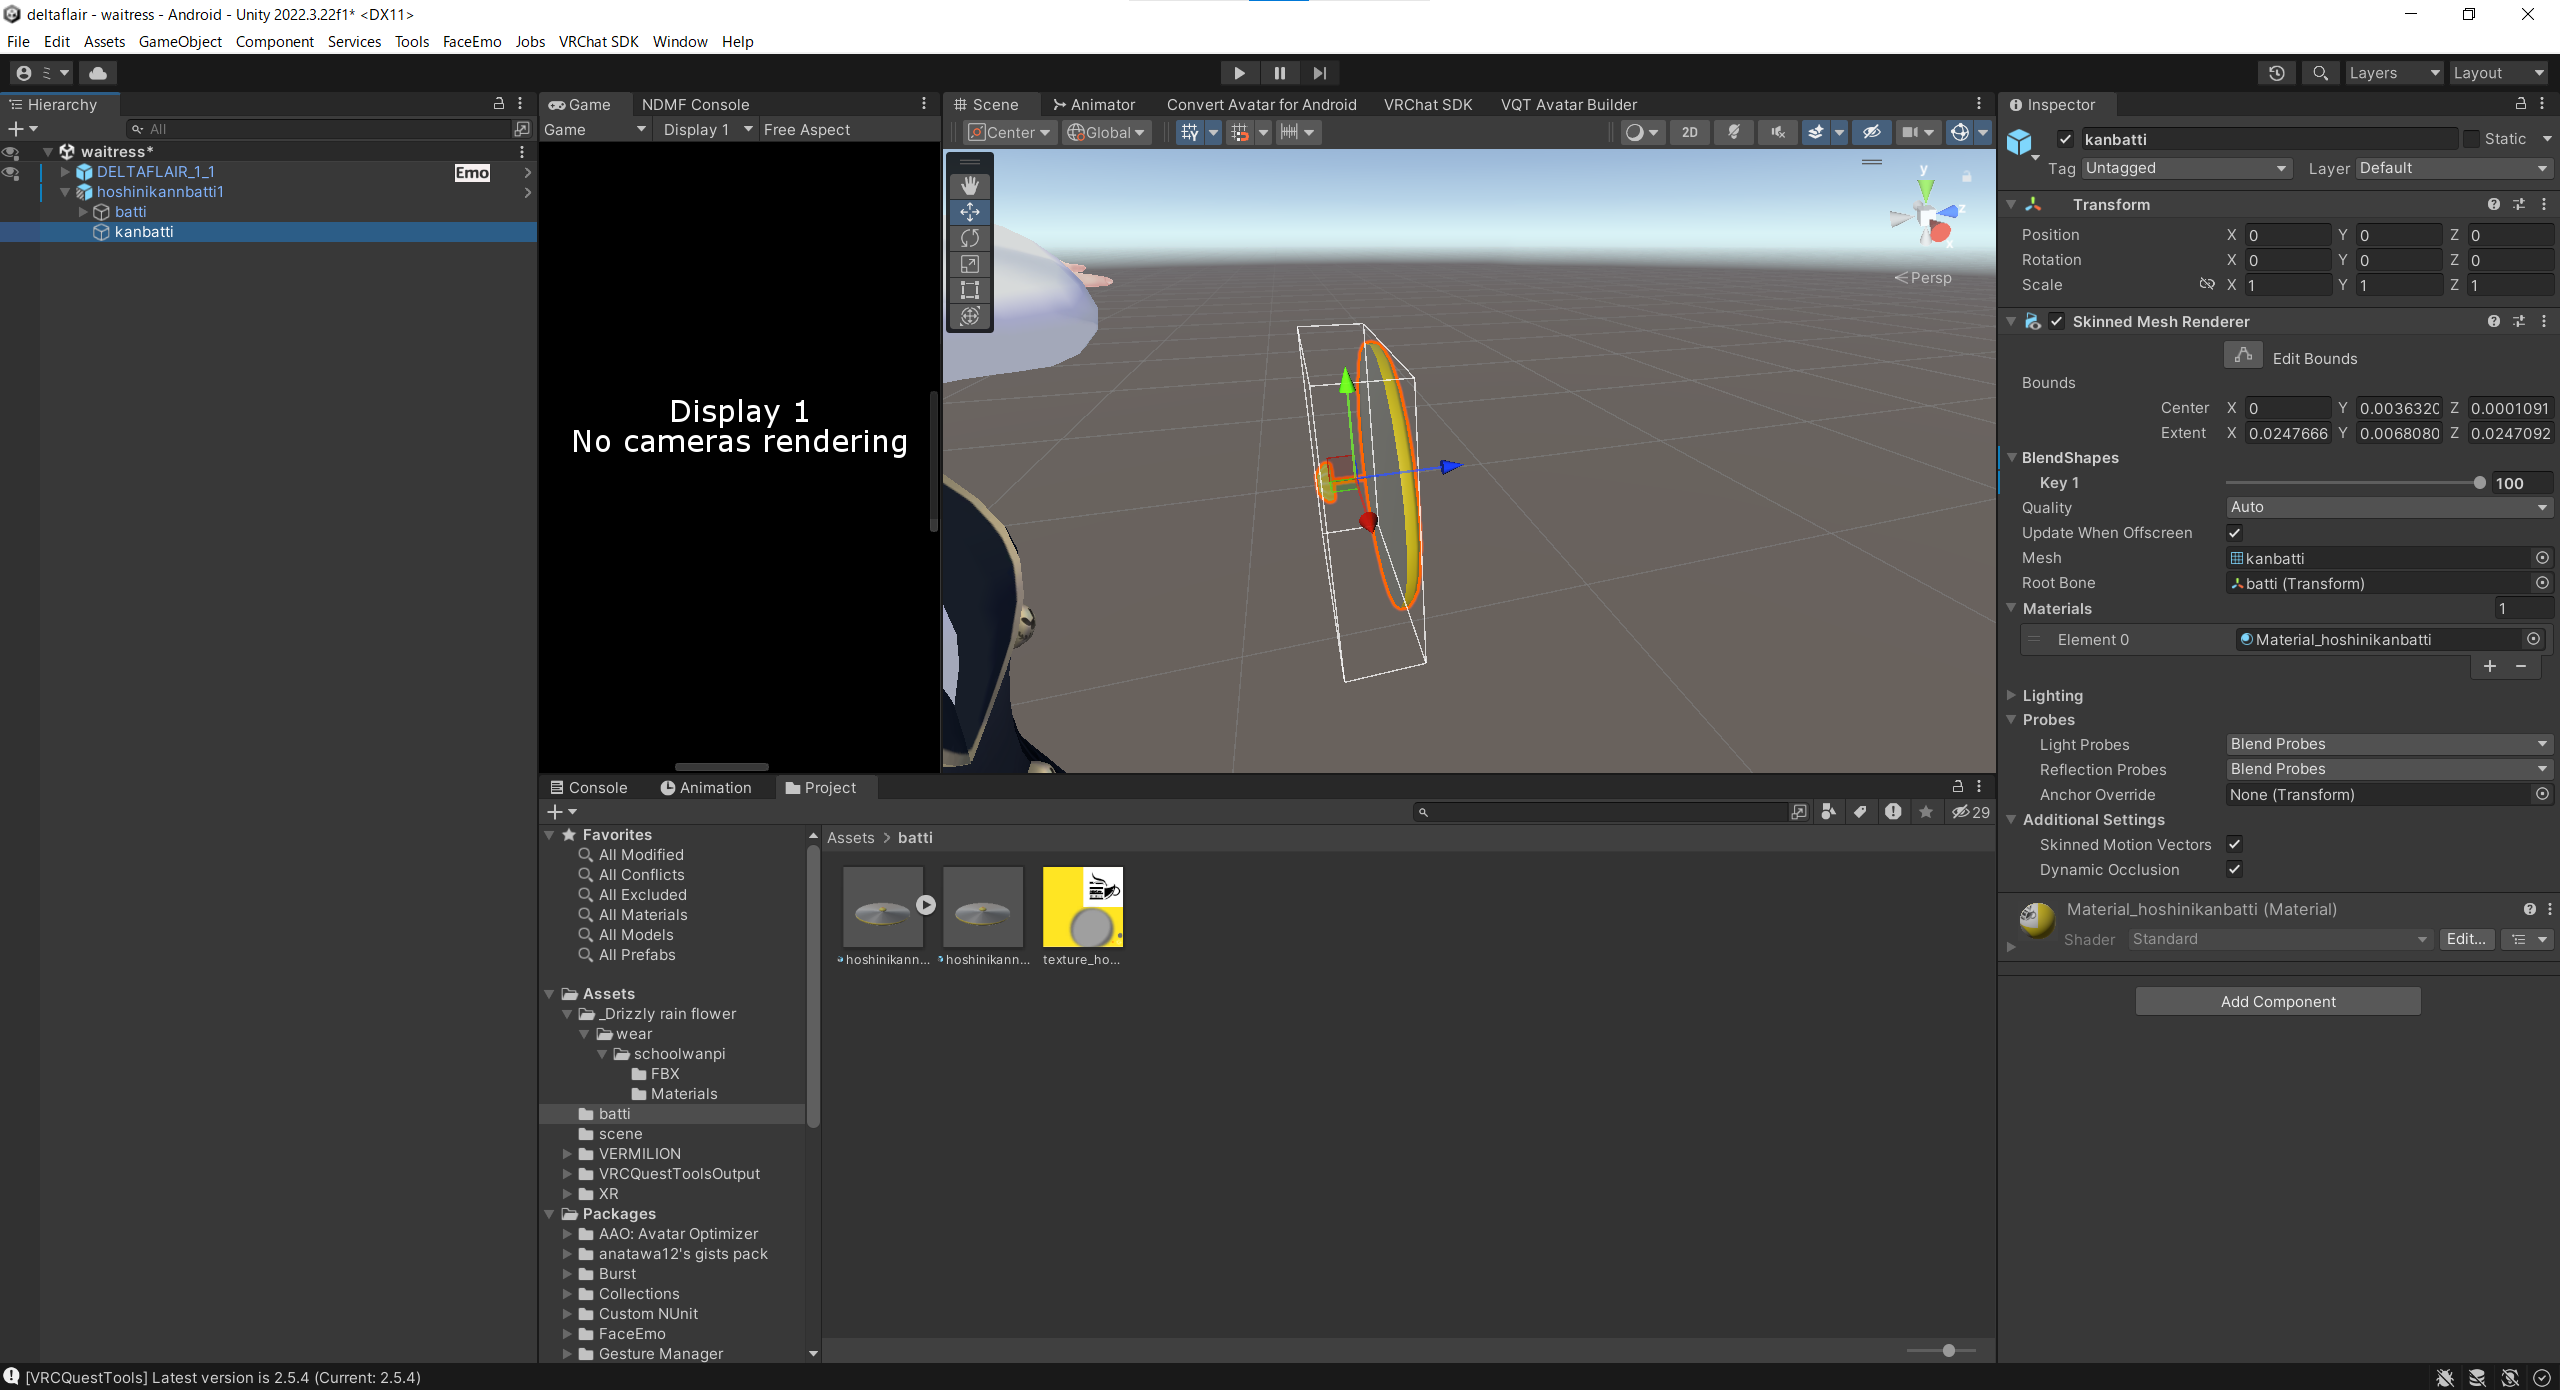 deltaflair - waitress - Android - Unity 2022.3.22f1* <DX11>
File Edit Assets GameObject Component Services Tools FaceEmo Jobs VRChat SDK Window Help
Layers Layout
Hierarchy
All
waitress*
DELTAFLAIR_1_1 Emo
hoshinikannbatti1
batti
kanbatti
Game NDMF Console
Game Display 1 Free Aspect
Display 1
No cameras rendering
Scene Animator Convert Avatar for Android VRChat SDK VQT Avatar Builder
Center Global 2D
y
z
x
Persp
Console Animation Project
29
Favorites
All Modified
All Conflicts
All Excluded
All Materials
All Models
All Prefabs
Assets
_Drizzly rain flower
wear
schoolwanpi
FBX
Materials
batti
scene
VERMILION
VRCQuestToolsOutput
XR
Packages
AAO: Avatar Optimizer
anatawa12's gists pack
Burst
Collections
Custom NUnit
FaceEmo
Gesture Manager
Assets > batti
hoshinikann... hoshinikann... texture_ho...
Inspector
kanbatti Static
Tag Untagged Layer Default
Transform
Position X 0 Y 0 Z 0
Rotation X 0 Y 0 Z 0
Scale X 1 Y 1 Z 1
Skinned Mesh Renderer
Edit Bounds
Bounds
Center X 0 Y 0.0036320 Z 0.0001091
Extent X 0.0247666 Y 0.0068080 Z 0.0247092
BlendShapes
Key 1 100
Quality Auto
Update When Offscreen
Mesh kanbatti
Root Bone batti (Transform)
Materials 1
Element 0 Material_hoshinikanbatti
Lighting
Probes
Light Probes Blend Probes
Reflection Probes Blend Probes
Anchor Override None (Transform)
Additional Settings
Skinned Motion Vectors
Dynamic Occlusion
Material_hoshinikanbatti (Material)
Shader Standard Edit...
Add Component
[VRCQuestTools] Latest version is 2.5.4 (Current: 2.5.4)